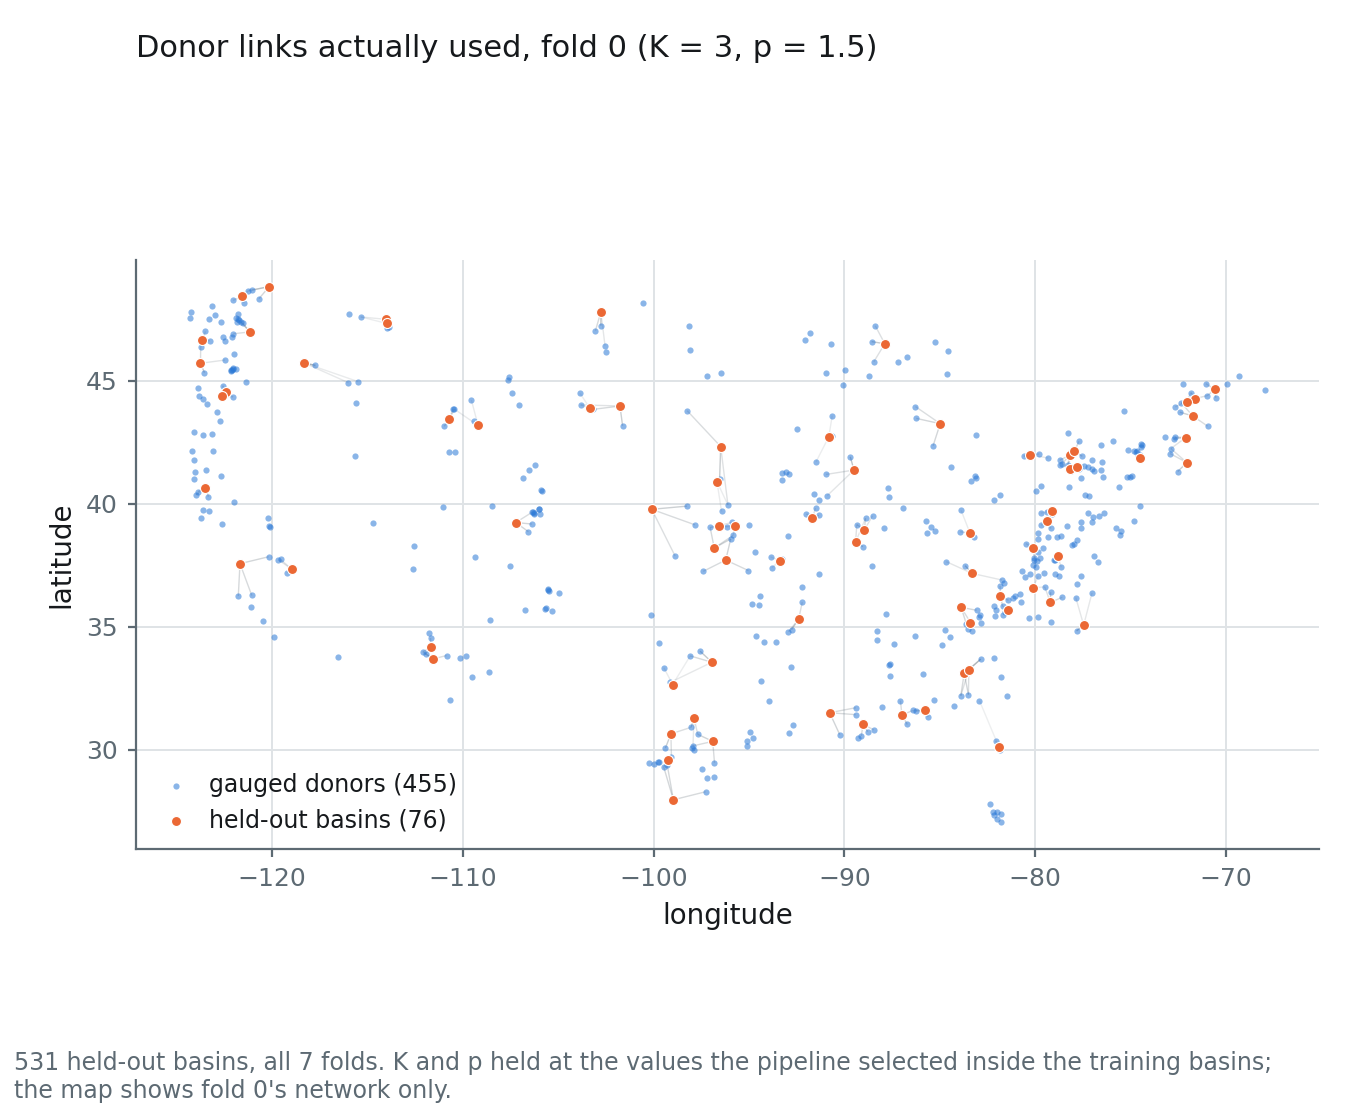 Donor links actually used, fold 0 (K = 3, p = 1.5)
latitude
45
40
35
30
gauged donors (455)
held-out basins (76)
−120
−110
−100
−90
−80
−70
longitude
531 held-out basins, all 7 folds. K and p held at the values the pipeline selected inside the training basins;
the map shows fold 0's network only.